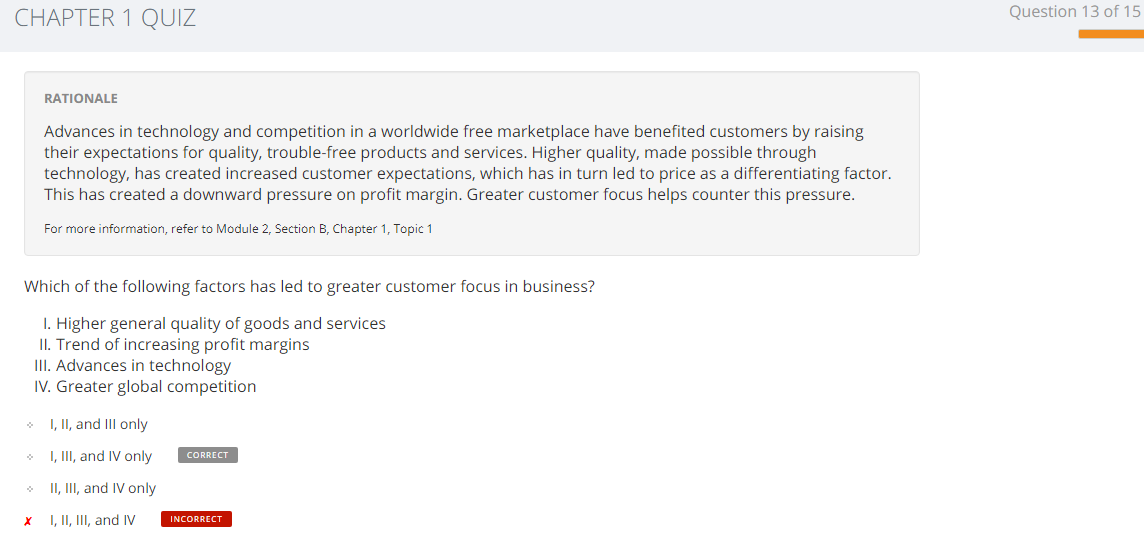 CHAPTER 1 QUIZ
Question 13 of 15
RATIONALE
Advances in technology and competition in a worldwide free marketplace have benefited customers by raising
their expectations for quality, trouble-free products and services. Higher quality, made possible through
technology, has created increased customer expectations, which has in turn led to price as a differentiating factor.
This has created a downward pressure on profit margin. Greater customer focus helps counter this pressure.
For more information, refer to Module 2, Section B, Chapter 1, Topic 1
Which of the following factors has led to greater customer focus in business?
I. Higher general quality of goods and services
II. Trend of increasing profit margins
III. Advances in technology
IV. Greater global competition
I, II, and III only
I, III, and IV only CORRECT
II, III, and IV only
✗ I, II, III, and IV INCORRECT